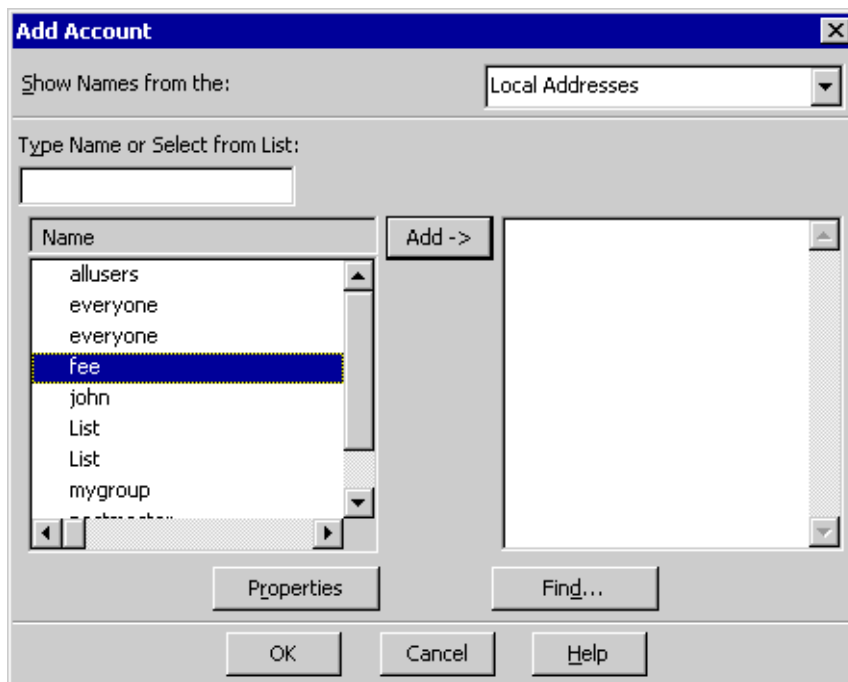 Add Account
Show Names from the:
Local Addresses
Type Name or Select from List:
Name
Add ->
allusers
everyone
everyone
fee
john
List
List
mygroup
Properties
Find...
OK
Cancel
Help